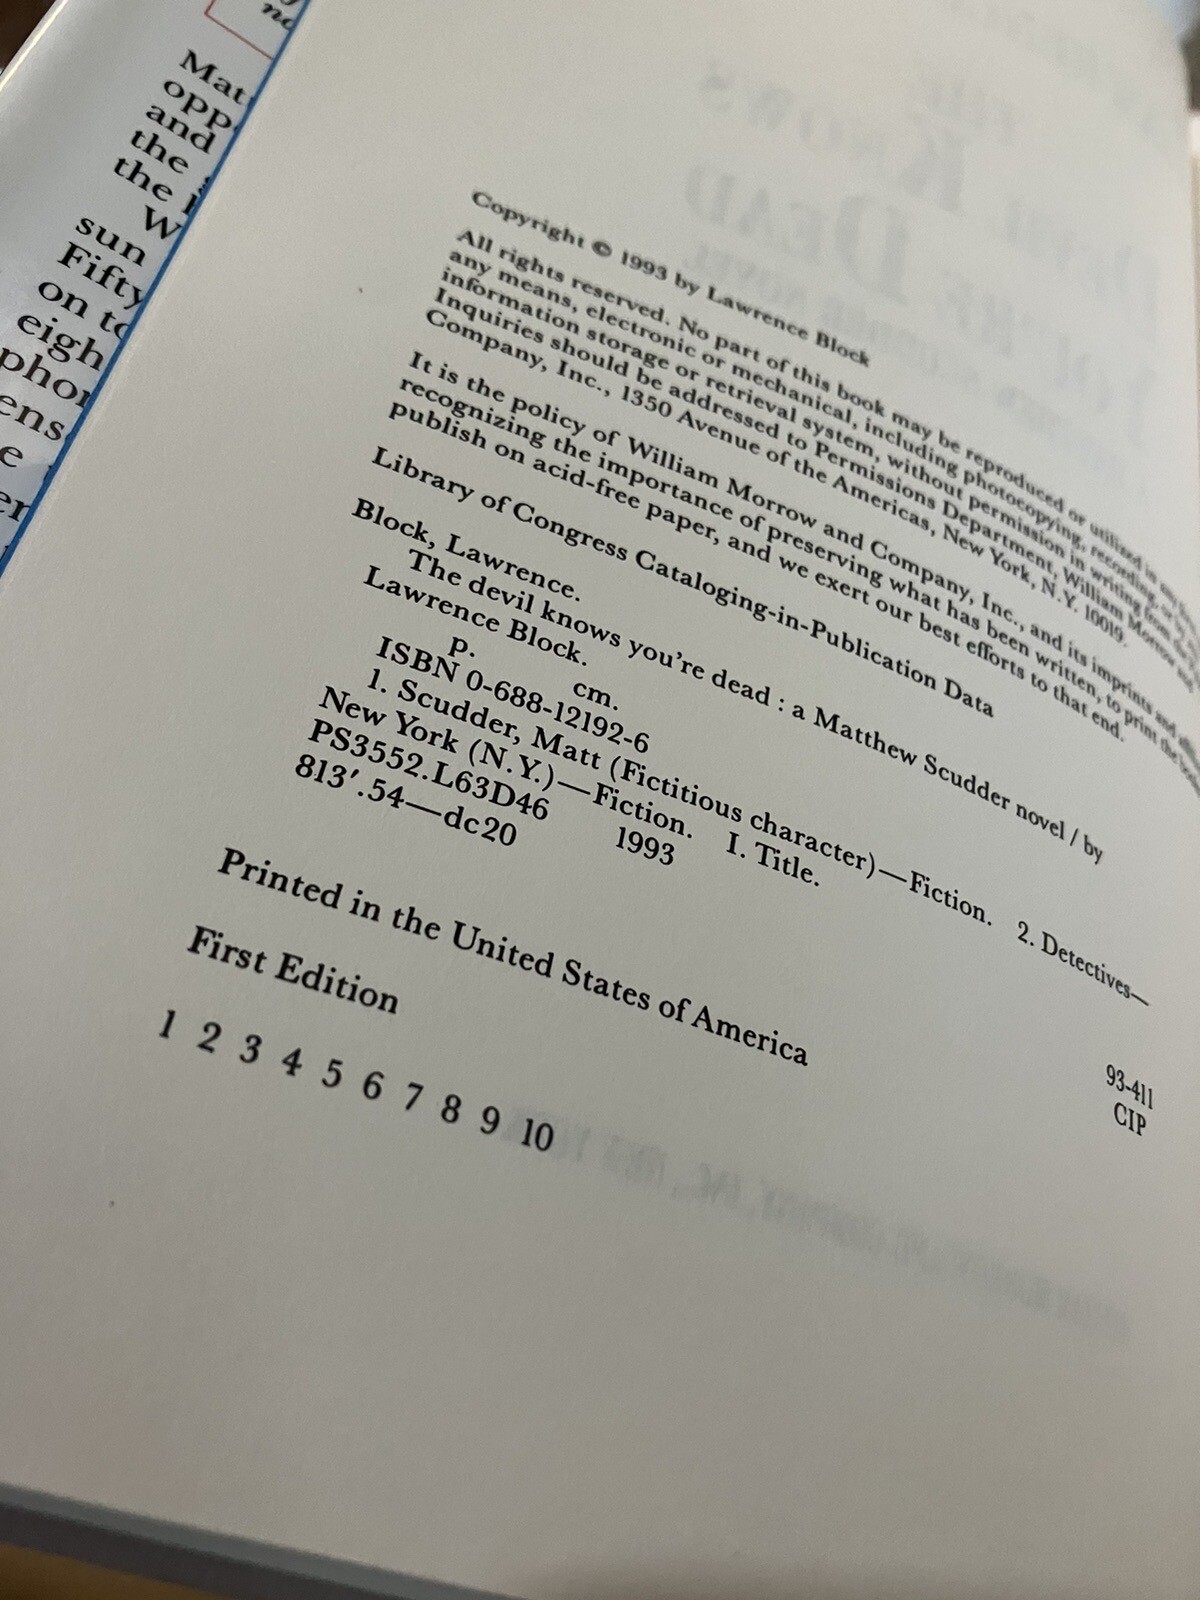 no
Mat
opp
and
the
the
W
sun
Fifty
on to
eigh
phon
ens
e
er
Copyright © 1993 by Lawrence Block
All rights reserved. No part of this book may be reproduced or utilized in any
any means, electronic or mechanical, including photocopying, recording, or by
information storage or retrieval system, without permission in writing from the
Inquiries should be addressed to Permissions Department, William Morrow and
Company, Inc., 1350 Avenue of the Americas, New York, N.Y. 10019.
It is the policy of William Morrow and Company, Inc., and its imprints and
recognizing the importance of preserving what has been written, to print the
publish on acid-free paper, and we exert our best efforts to that end.
Library of Congress Cataloging-in-Publication Data
Block, Lawrence.
The devil knows you're dead : a Matthew Scudder novel / by
Lawrence Block.
p. cm.
ISBN 0-688-12192-6
1. Scudder, Matt (Fictitious character)—Fiction. 2. Detectives—
New York (N.Y.)—Fiction. I. Title.
PS3552.L63D46 1993
813'.54—dc20
93-411
CIP
Printed in the United States of America
First Edition
1 2 3 4 5 6 7 8 9 10